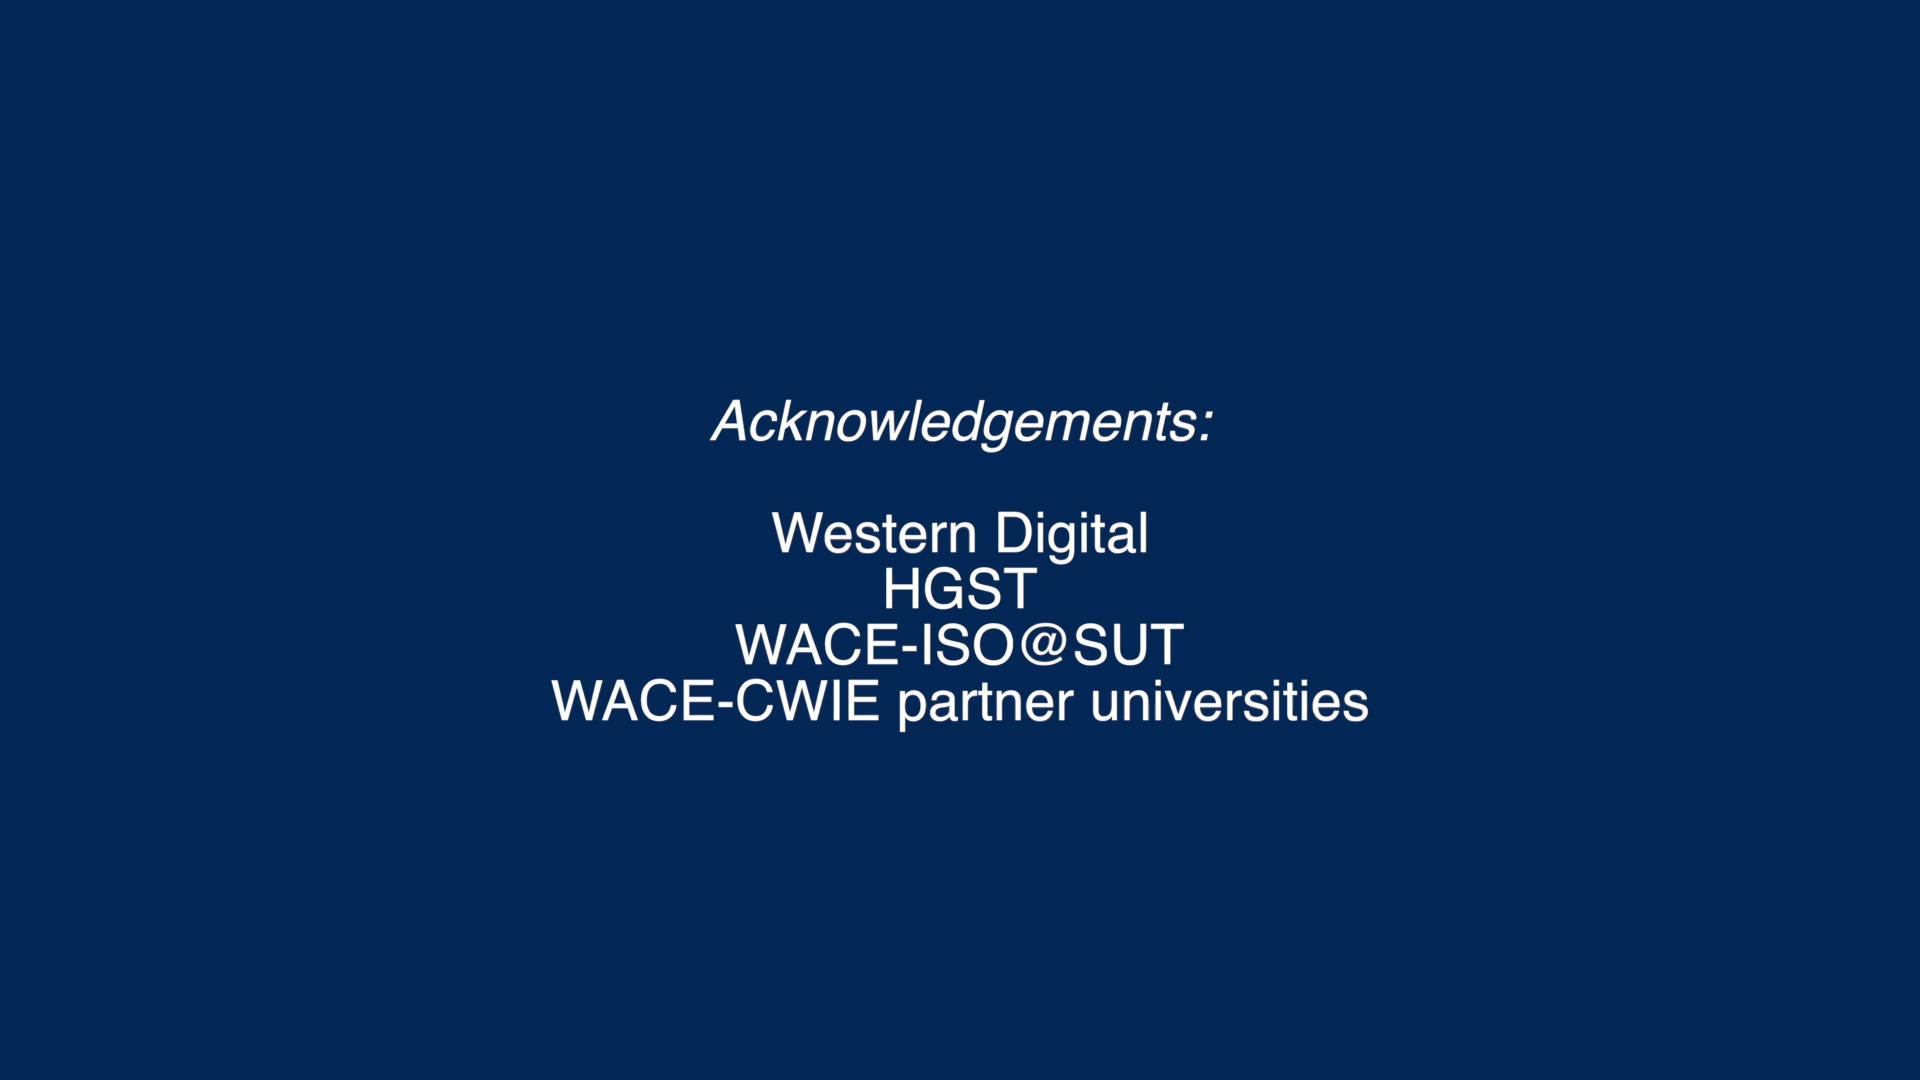 Acknowledgements:
Western Digital
HGST
WACE-ISO@SUT
WACE-CWIE partner universities